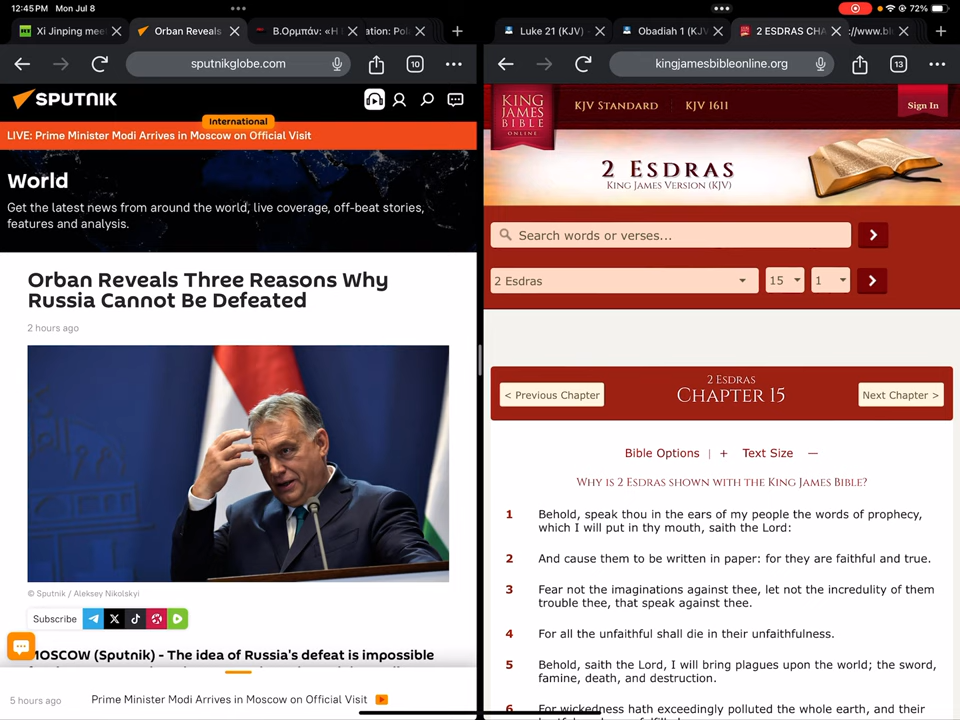 12:45 PM Mon Jul 8
72%
Xi Jinping mee
Orban Reveals
Β.Ορμπάν: «Η
ation: Pol
sputnikglobe.com
10
SPUTNIK
International
LIVE: Prime Minister Modi Arrives in Moscow on Official Visit
World
Get the latest news from around the world, live coverage, off-beat stories,
features and analysis.
Orban Reveals Three Reasons Why
Russia Cannot Be Defeated
2 hours ago
© Sputnik / Aleksey Nikolskyi
Subscribe
MOSCOW (Sputnik) - The idea of Russia's defeat is impossible
5 hours ago
Prime Minister Modi Arrives in Moscow on Official Visit
Luke 21 (KJV) -
Obadiah 1 (KJV
2 ESDRAS CHA
://www.bl
kingjamesbibleonline.org
13
KING
JAMES
BIBLE
ONLINE
KJV STANDARD
KJV 1611
Sign In
2 ESDRAS
KING JAMES VERSION (KJV)
Search words or verses...
2 Esdras
15
1
2 ESDRAS
< Previous Chapter
CHAPTER 15
Next Chapter >
Bible Options | + Text Size —
WHY IS 2 ESDRAS SHOWN WITH THE KING JAMES BIBLE?
1 Behold, speak thou in the ears of my people the words of prophecy,
which I will put in thy mouth, saith the Lord:
2 And cause them to be written in paper: for they are faithful and true.
3 Fear not the imaginations against thee, let not the incredulity of them
trouble thee, that speak against thee.
4 For all the unfaithful shall die in their unfaithfulness.
5 Behold, saith the Lord, I will bring plagues upon the world; the sword,
famine, death, and destruction.
6 For wickedness hath exceedingly polluted the whole earth, and their